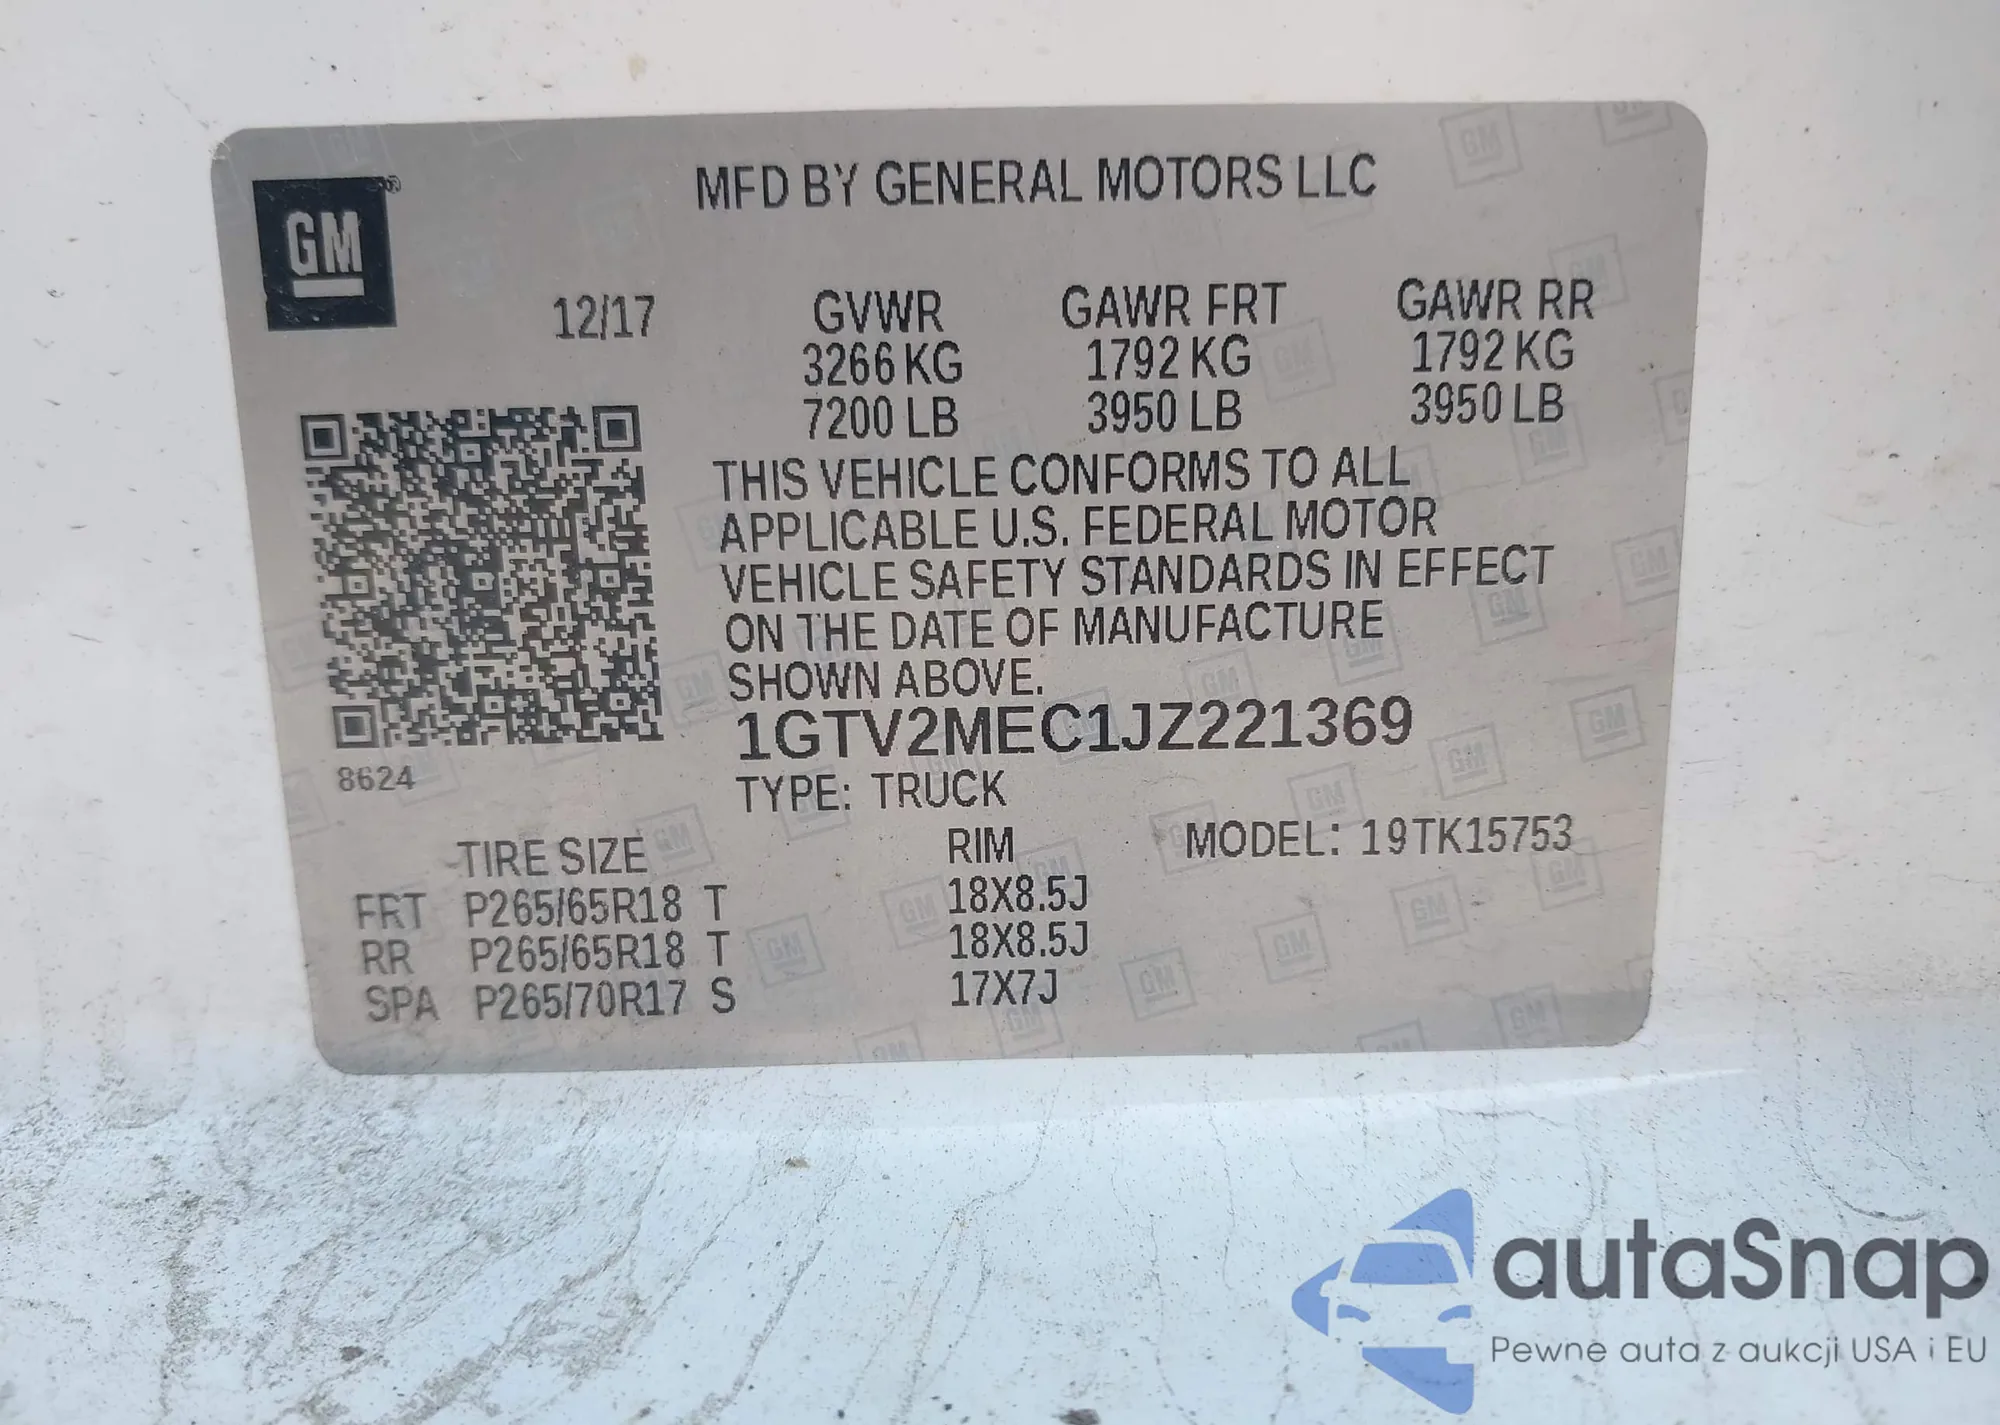 GM®
MFD BY GENERAL MOTORS LLC
12/17
GVWR GAWR FRT GAWR RR
3266 KG 1792 KG 1792 KG
7200 LB 3950 LB 3950 LB
THIS VEHICLE CONFORMS TO ALL
APPLICABLE U.S. FEDERAL MOTOR
VEHICLE SAFETY STANDARDS IN EFFECT
ON THE DATE OF MANUFACTURE
SHOWN ABOVE.
1GTV2MEC1JZ221369
8624
TYPE: TRUCK
TIRE SIZE RIM MODEL: 19TK15753
FRT P265/65R18 T 18X8.5J
RR P265/65R18 T 18X8.5J
SPA P265/70R17 S 17X7J
autaSnap
Pewne auta z aukcji USA i EU